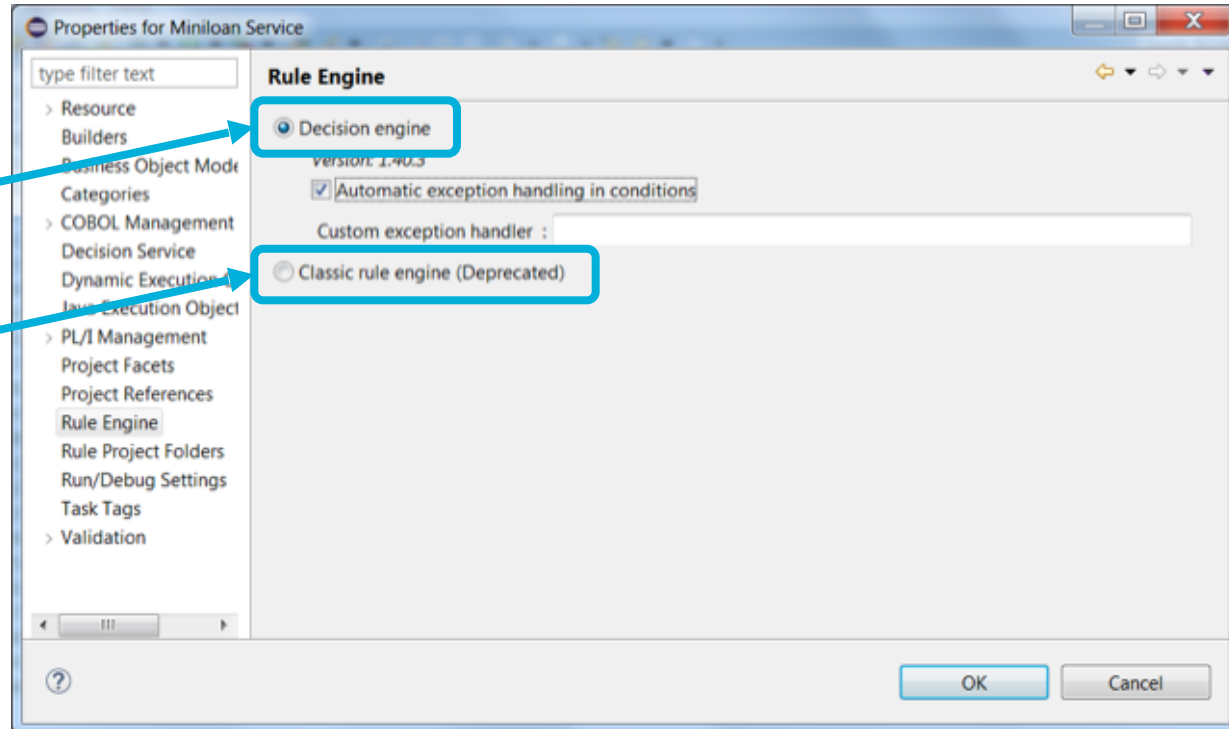 Properties for Miniloan Service
type filter text
Rule Engine
Resource
Builders
Business Object Mode
Categories
COBOL Management
Decision Service
Dynamic Execution
Java Execution Object
PL/I Management
Project Facets
Project References
Rule Engine
Rule Project Folders
Run/Debug Settings
Task Tags
Validation
Decision engine
Version: 1.40.3
Automatic exception handling in conditions
Custom exception handler :
Classic rule engine (Deprecated)
OK
Cancel